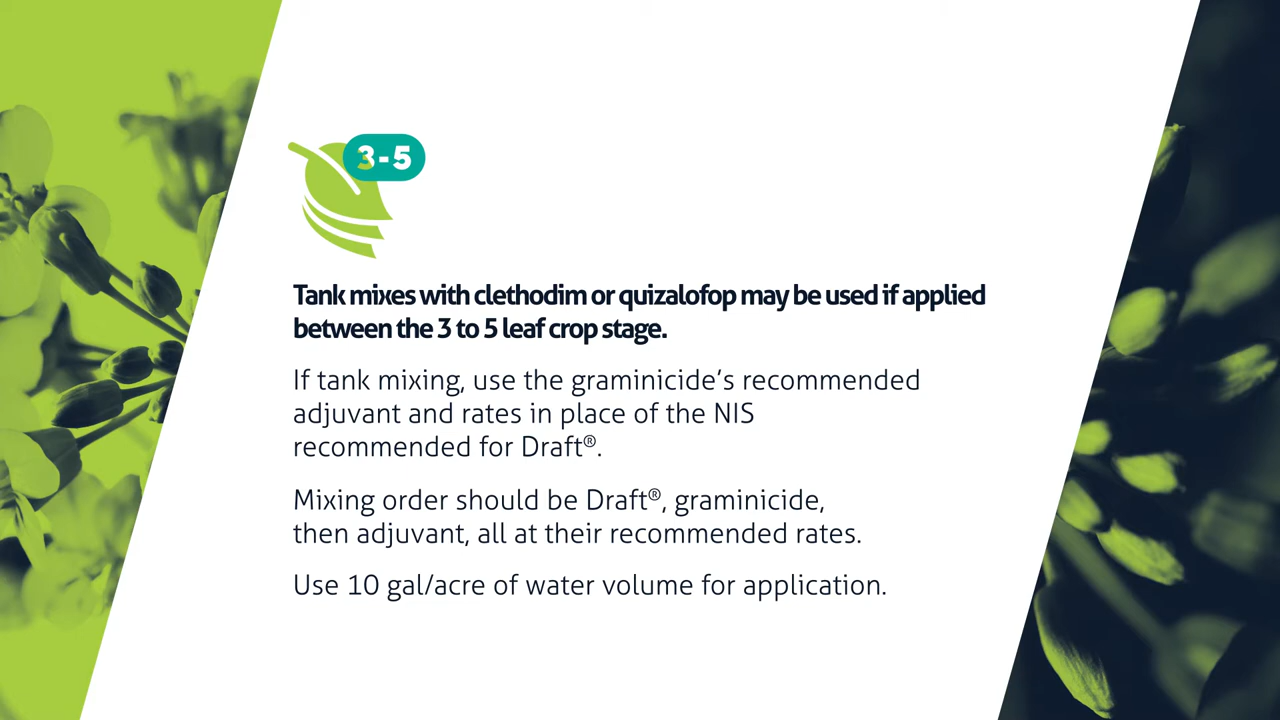 3-5
Tank mixes with clethodim or quizalofop may be used if applied
between the 3 to 5 leaf crop stage.
If tank mixing, use the graminicide’s recommended
adjuvant and rates in place of the NIS
recommended for Draft®.
Mixing order should be Draft®, graminicide,
then adjuvant, all at their recommended rates.
Use 10 gal/acre of water volume for application.